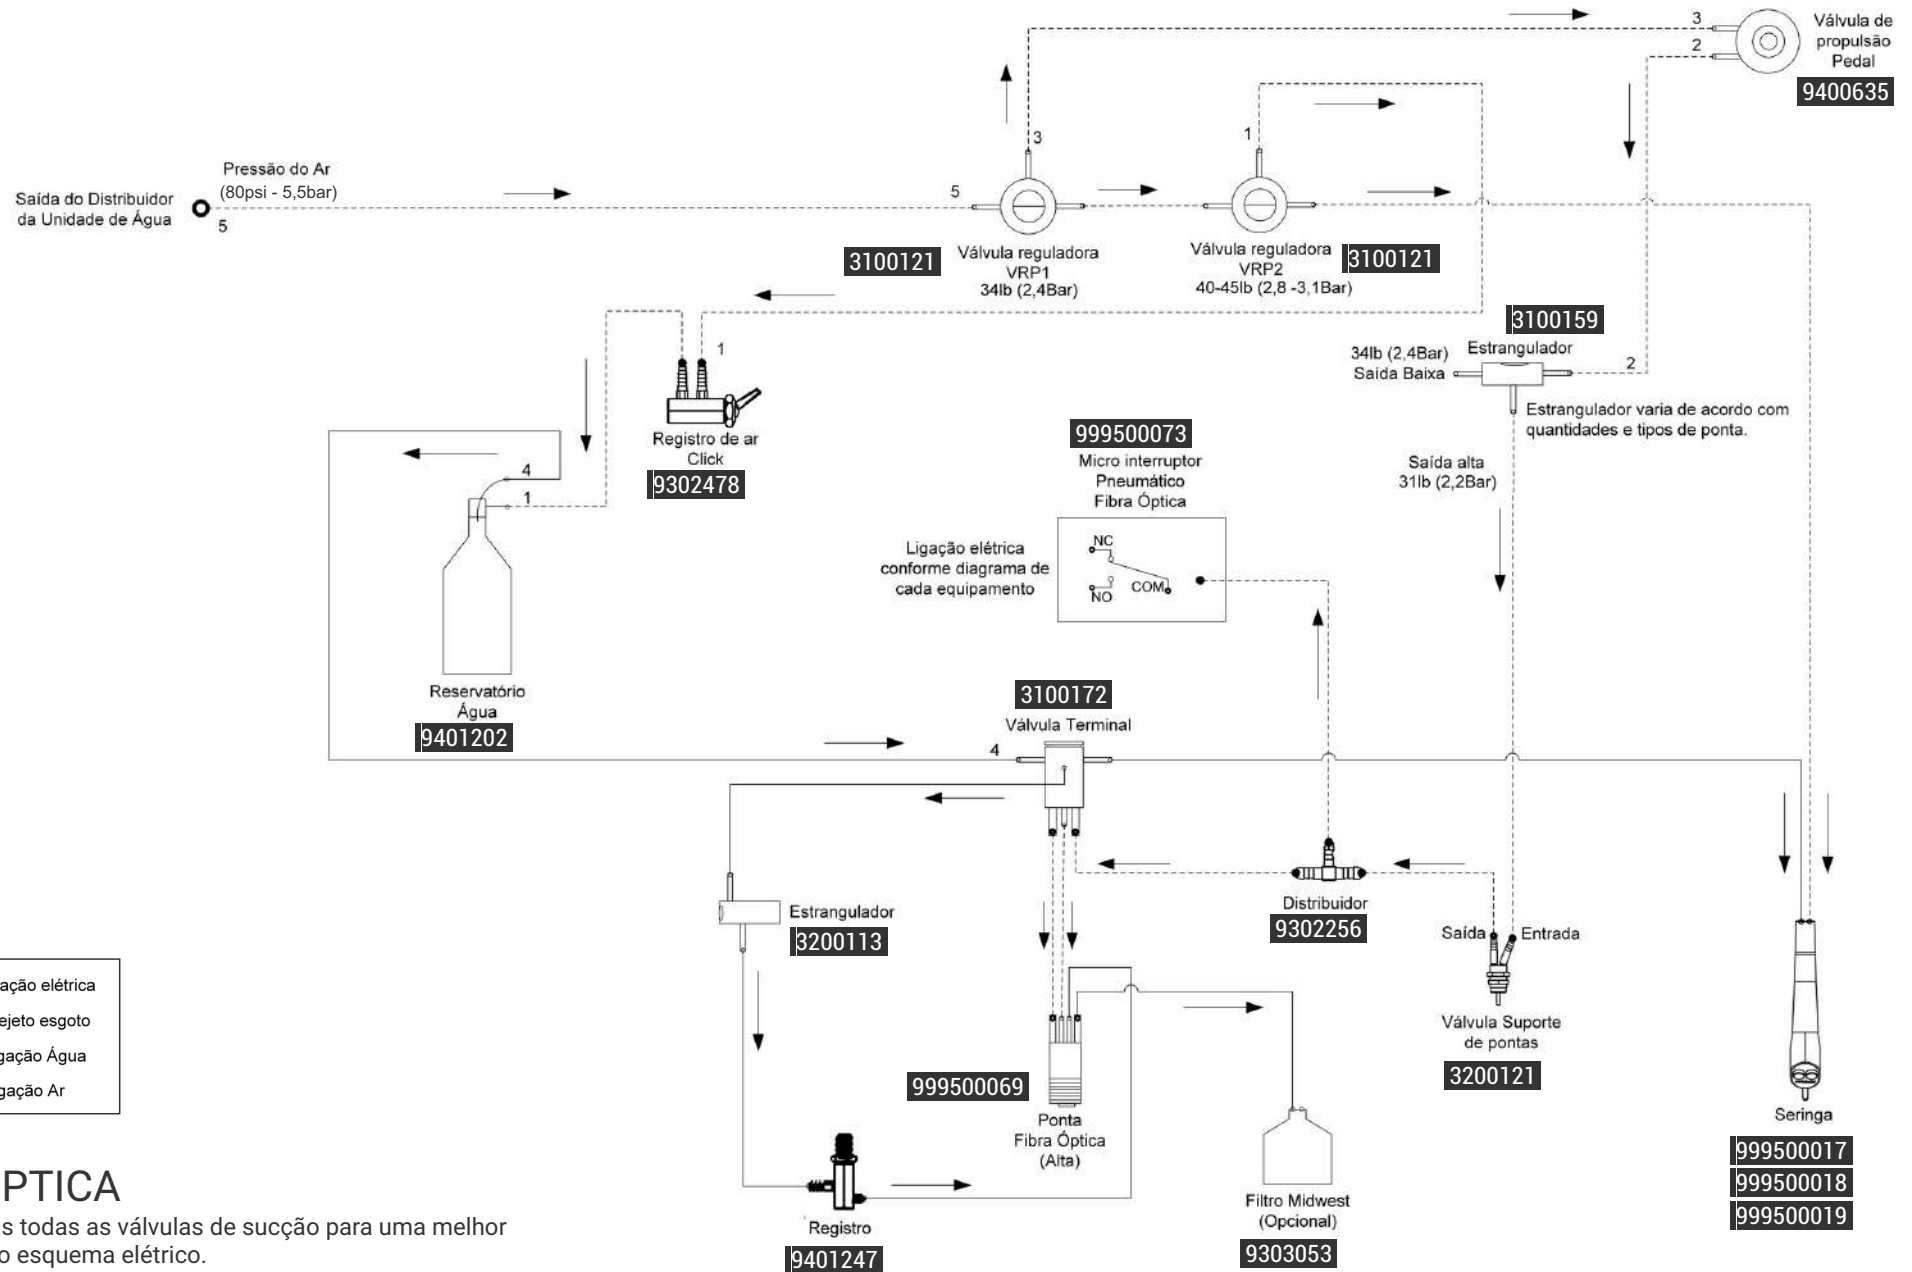 3
2
Válvula de
propulsão
Pedal
9400635
Pressão do Ar
(80psi - 5,5bar)
Saída do Distribuidor
da Unidade de Água
5
5
3
1
3100121
Válvula reguladora
VRP1
34lb (2,4Bar)
Válvula reguladora
VRP2
40-45lb (2,8 -3,1Bar)
3100121
3100159
Estrangulador
34lb (2,4Bar)
Saída Baixa
2
Estrangulador varia de acordo com
quantidades e tipos de ponta.
1
Registro de ar
Click
9302478
Saída alta
31lb (2,2Bar)
999500073
Micro interruptor
Pneumático
Fibra Óptica
NC
NO
COM
Ligação elétrica
conforme diagrama de
cada equipamento
4
1
Reservatório
Água
9401202
3100172
Válvula Terminal
4
Estrangulador
3200113
Distribuidor
9302256
Saída
Entrada
Válvula Suporte
de pontas
3200121
999500069
Ponta
Fibra Óptica
(Alta)
Seringa
999500017
999500018
999500019
Filtro Midwest
(Opcional)
9303053
Registro
9401247
ação elétrica
ejeto esgoto
gação Água
gação Ar
PTICA
s todas as válvulas de sucção para uma melhor
o esquema elétrico.